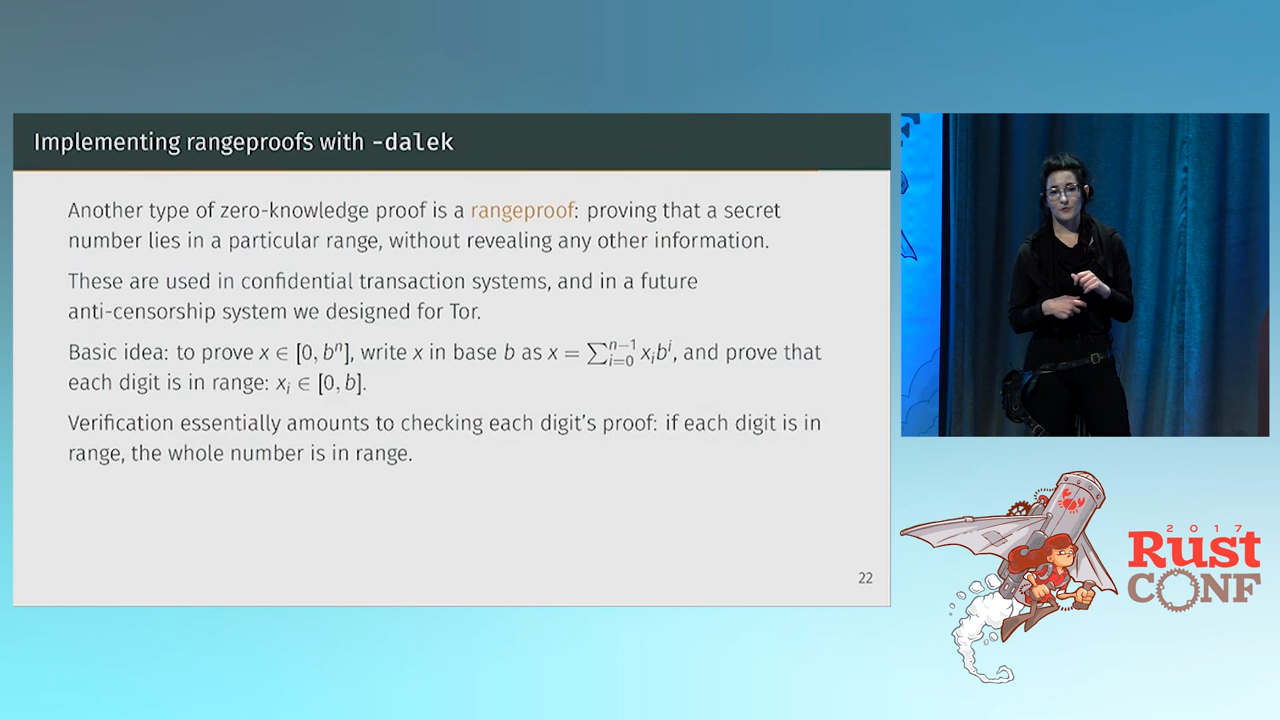 Implementing rangeproofs with -dalek
Another type of zero-knowledge proof is a rangeproof: proving that a secret
number lies in a particular range, without revealing any other information.
These are used in confidential transaction systems, and in a future
anti-censorship system we designed for Tor.
Basic idea: to prove x ∈ [0, bⁿ], write x in base b as x = ∑ⁿ⁻¹ᵢ₌₀ xᵢbⁱ, and prove that
each digit is in range: xᵢ ∈ [0, b].
Verification essentially amounts to checking each digit's proof: if each digit is in
range, the whole number is in range.
22
2017
Rust
CONF